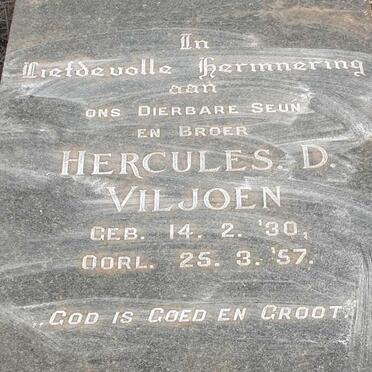 In
Liefdevolle Herinnering
aan
ONS DIERBARE SEUN
EN BROER
HERCULES. D.
VILJOEN
GEB. 14. 2. '30,
OORL. 25. 3. '57.
„GOD IS GOED EN GROOT"